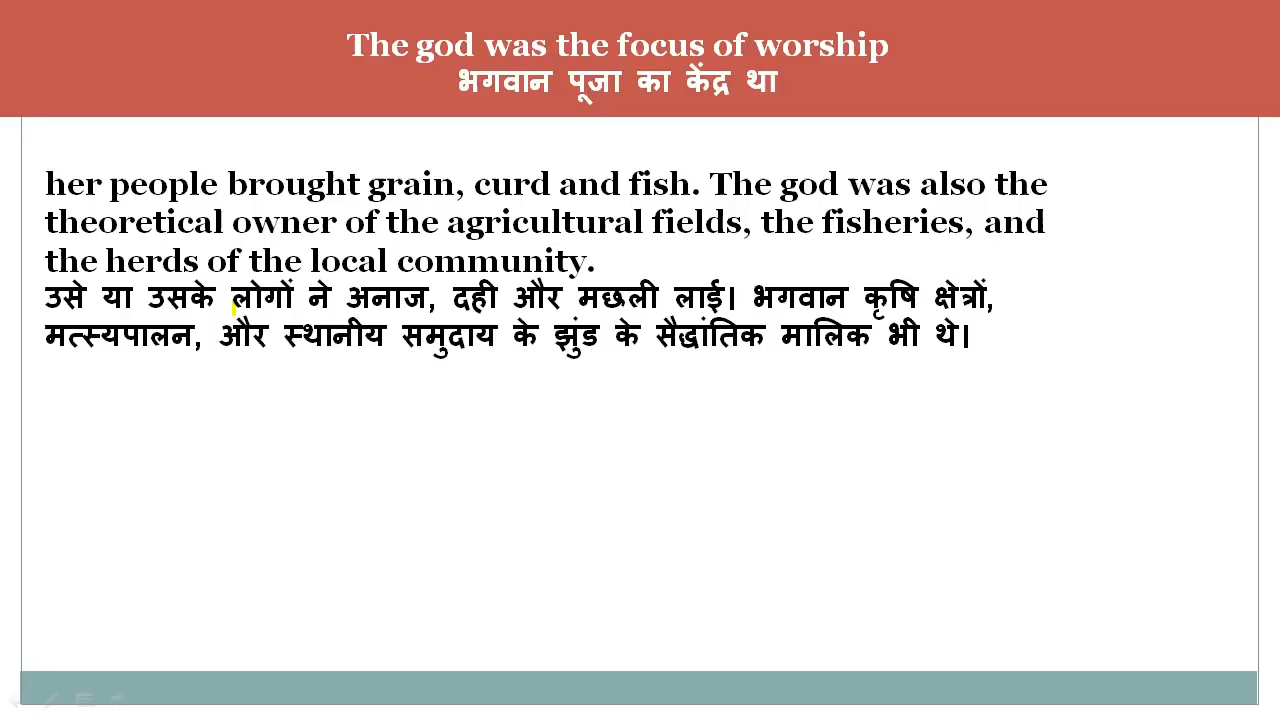 The god was the focus of worship
भगवान पूजा का केंद्र था
her people brought grain, curd and fish. The god was also the
theoretical owner of the agricultural fields, the fisheries, and
the herds of the local community.
उसे या उसके लोगों ने अनाज, दही और मछली लाई। भगवान कृषि क्षेत्रों,
मत्स्यपालन, और स्थानीय समुदाय के झुंड के सैद्धांतिक मालिक भी थे।